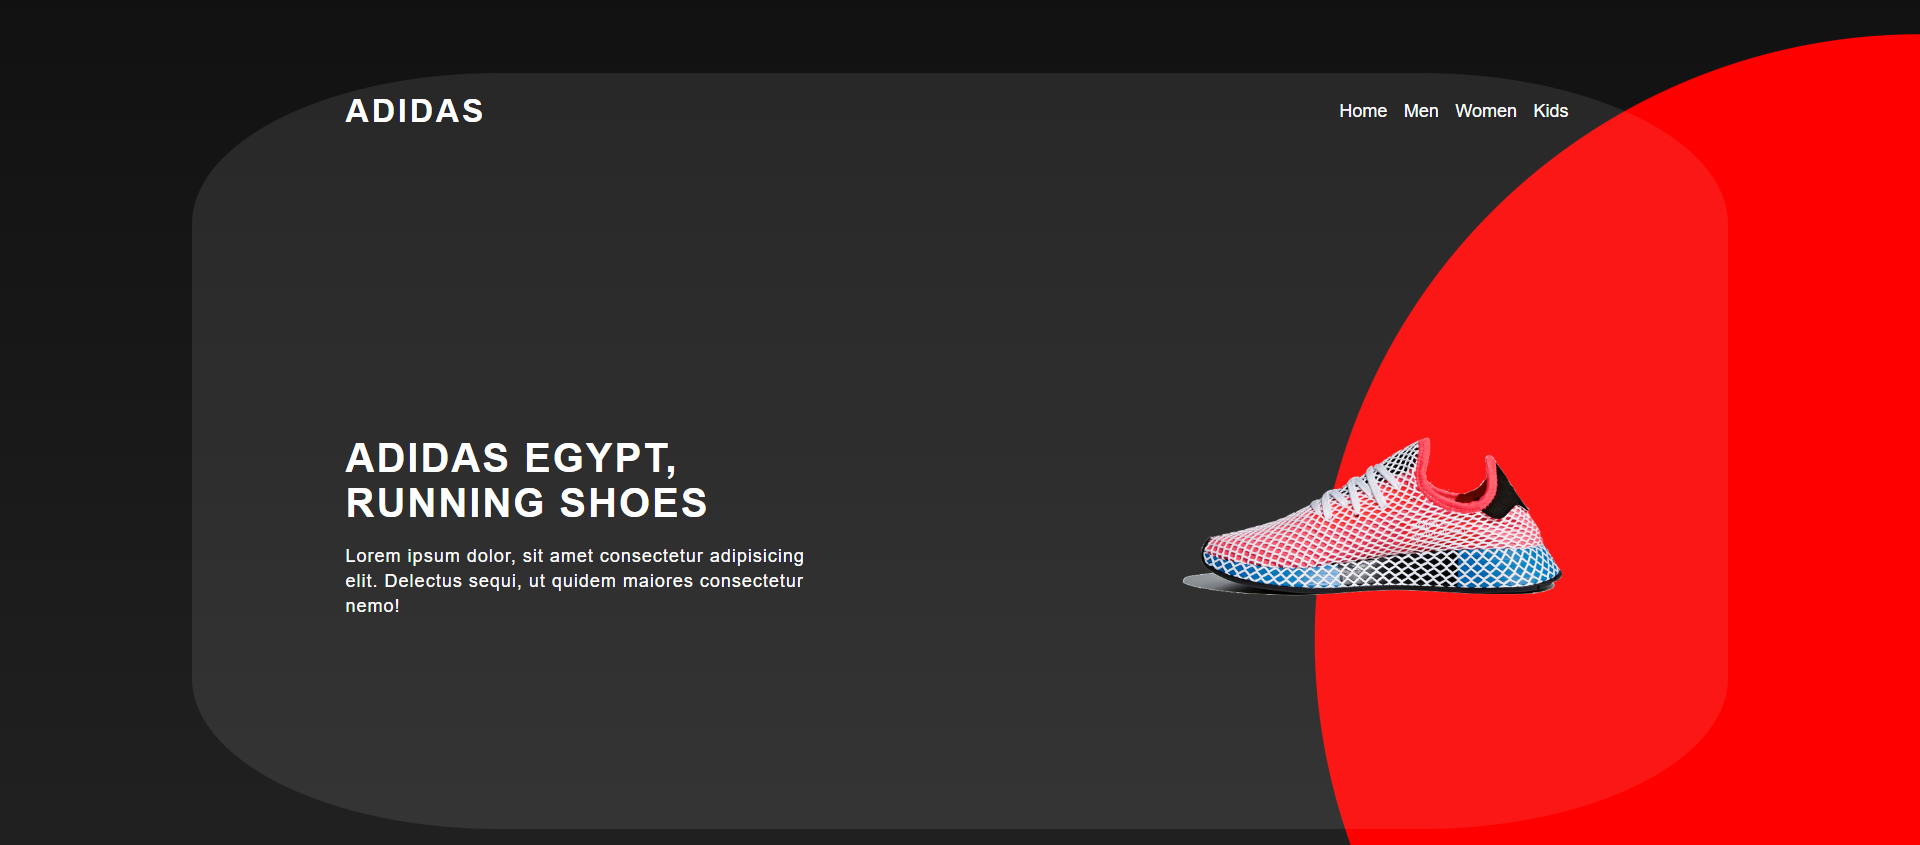 ADIDAS
Home Men Women Kids
ADIDAS EGYPT,
RUNNING SHOES
Lorem ipsum dolor, sit amet consectetur adipisicing
elit. Delectus sequi, ut quidem maiores consectetur
nemo!